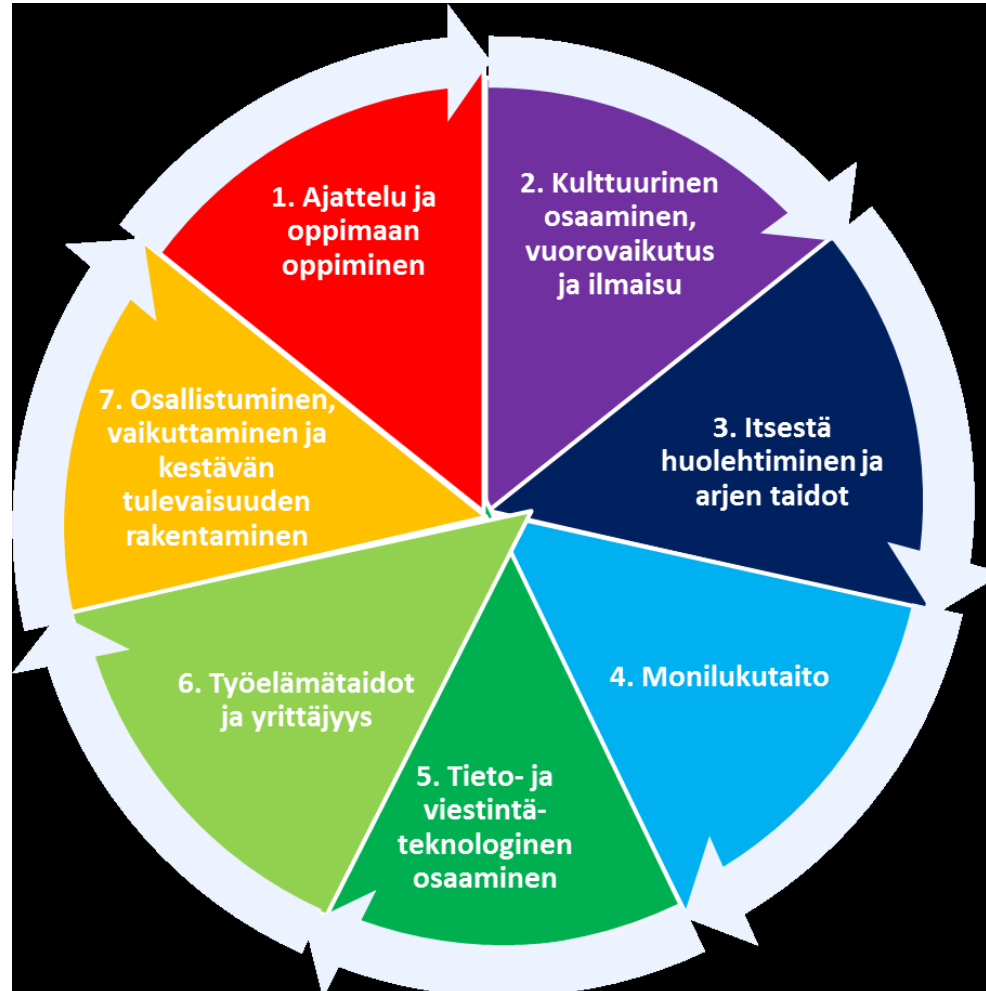 1. Ajattelu ja
oppimaan
oppiminen
2. Kulttuurinen
osaaminen,
vuorovaikutus
ja ilmaisu
3. Itsestä
huolehtiminen ja
arjen taidot
4. Monilukutaito
5. Tieto- ja
viestintä-
teknologinen
osaaminen
6. Työelämätaidot
ja yrittäjyys
7. Osallistuminen,
vaikuttaminen ja
kestävän
tulevaisuuden
rakentaminen